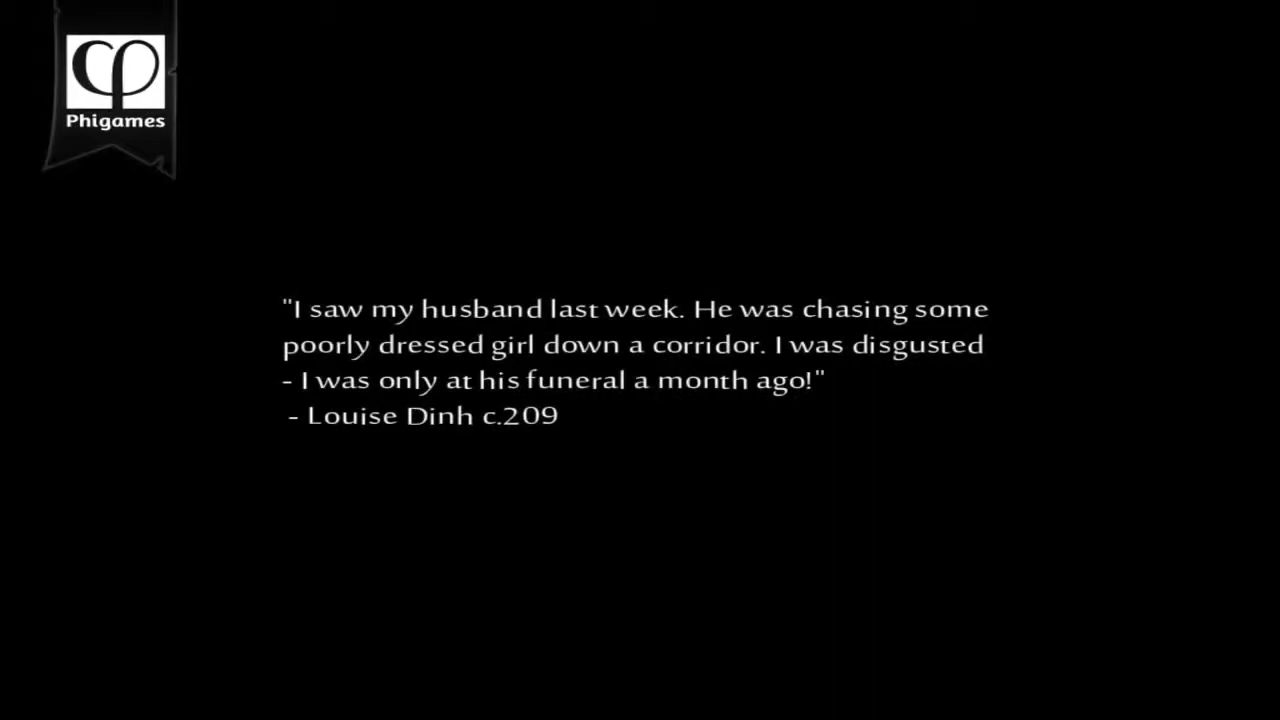 Phigames
"I saw my husband last week. He was chasing some
poorly dressed girl down a corridor. I was disgusted
- I was only at his funeral a month ago!"
- Louise Dinh c.209